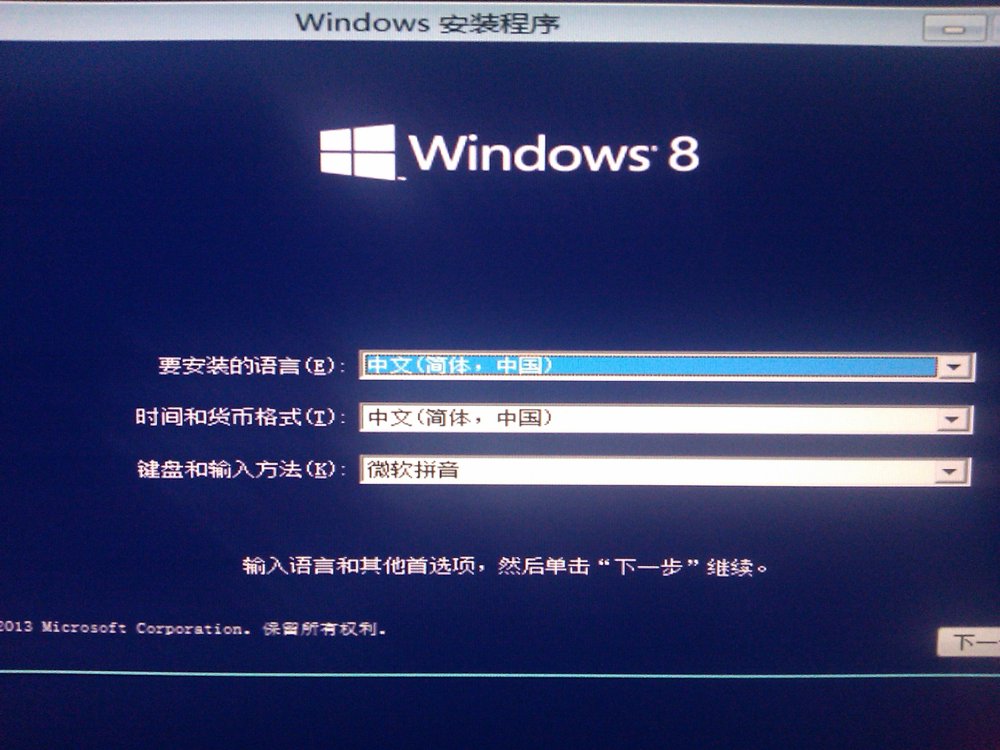 Windows 安装程序
Windows 8
要安装的语言(E): 中文(简体，中国)
时间和货币格式(T): 中文(简体，中国)
键盘和输入方法(K): 微软拼音
输入语言和其他首选项，然后单击“下一步”继续。
2013 Microsoft Corporation. 保留所有权利.
下一